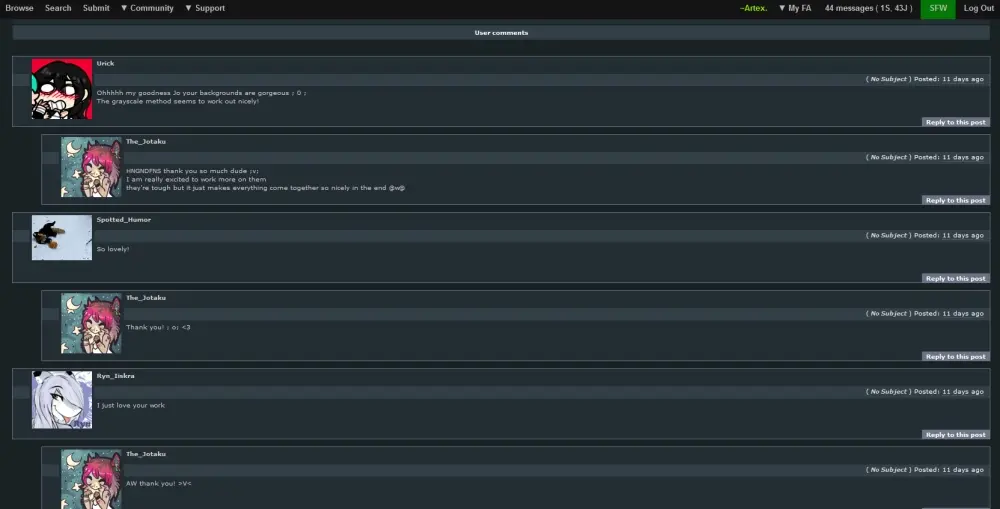 Browse Search Submit ▼ Community ▼ Support ~Artex. ▼ My FA 44 messages ( 1S, 43J ) SFW Log Out
User comments
Urick
( No Subject ) Posted: 11 days ago
Ohhhhh my goodness Jo your backgrounds are gorgeous ; 0 ;
The grayscale method seems to work out nicely!
Reply to this post
The_Jotaku
( No Subject ) Posted: 11 days ago
HNGNDFNS thank you so much dude ;v;
I am really excited to work more on them
they're tough but it just makes everything come together so nicely in the end @w@
Reply to this post
Spotted_Humor
( No Subject ) Posted: 11 days ago
So lovely!
Reply to this post
The_Jotaku
( No Subject ) Posted: 11 days ago
Thank you! ; o; <3
Reply to this post
Ryn_Iinkra
( No Subject ) Posted: 11 days ago
I just love your work
Ryn
Reply to this post
The_Jotaku
( No Subject ) Posted: 11 days ago
AW thank you! >V<